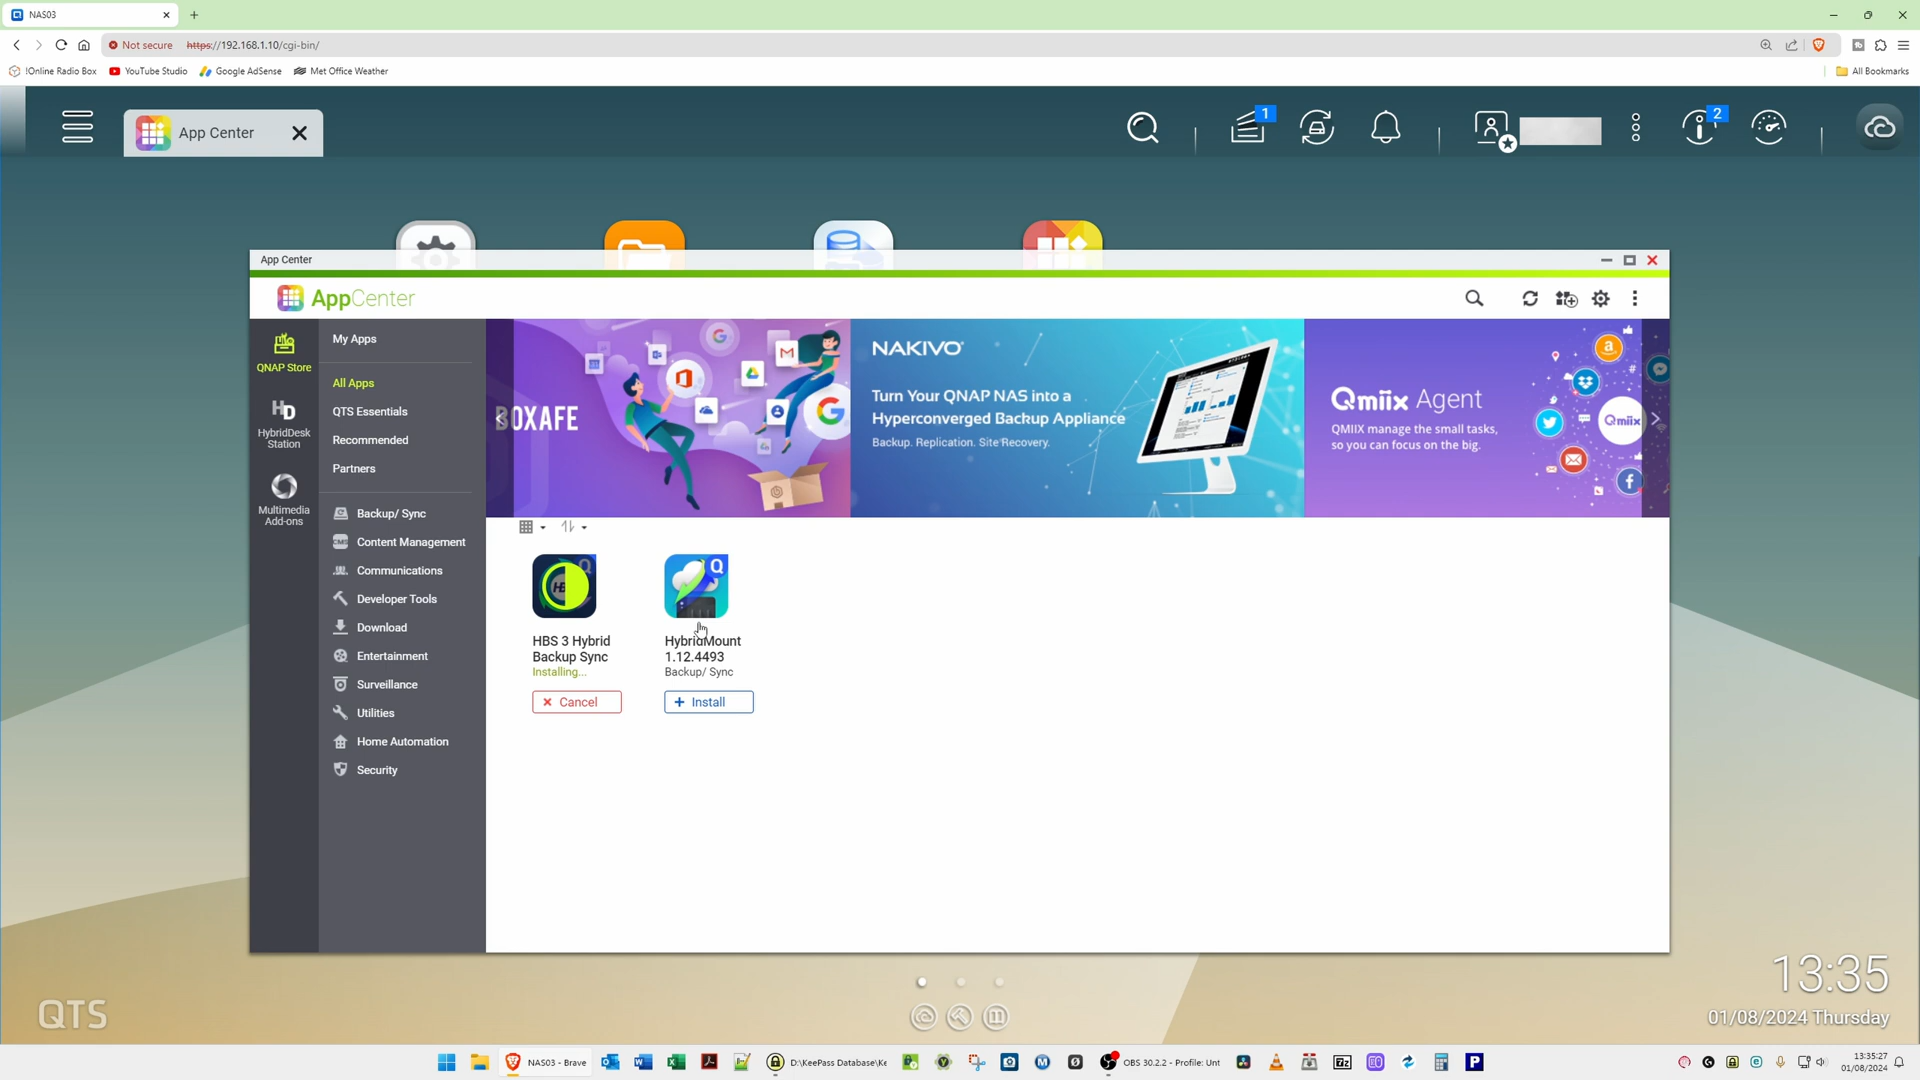 NAS03
Not secure https://192.168.1.10/cgi-bin/
!Online Radio Box YouTube Studio Google AdSense Met Office Weather All Bookmarks
App Center
1
2
App Center
AppCenter
QNAP Store
HD
HybridDesk
Station
Multimedia
Add-ons
My Apps
All Apps
QTS Essentials
Recommended
Partners
Backup/ Sync
CMS Content Management
Communications
Developer Tools
Download
Entertainment
Surveillance
Utilities
Home Automation
Security
BOXAFE
NAKIVO
Turn Your QNAP NAS into a
Hyperconverged Backup Appliance
Backup. Replication. Site Recovery.
Qmiix Agent
QMIIX manage the small tasks,
so you can focus on the big.
Qmiix
HBS 3 Hybrid
Backup Sync
Installing...
Cancel
HybridMount
1.12.4493
Backup/ Sync
+ Install
13:35
01/08/2024 Thursday
QTS
NAS03 - Brave
D:\KeePass Database\Ke
OBS 30.2.2 - Profile: Unt
13:35:27
01/08/2024